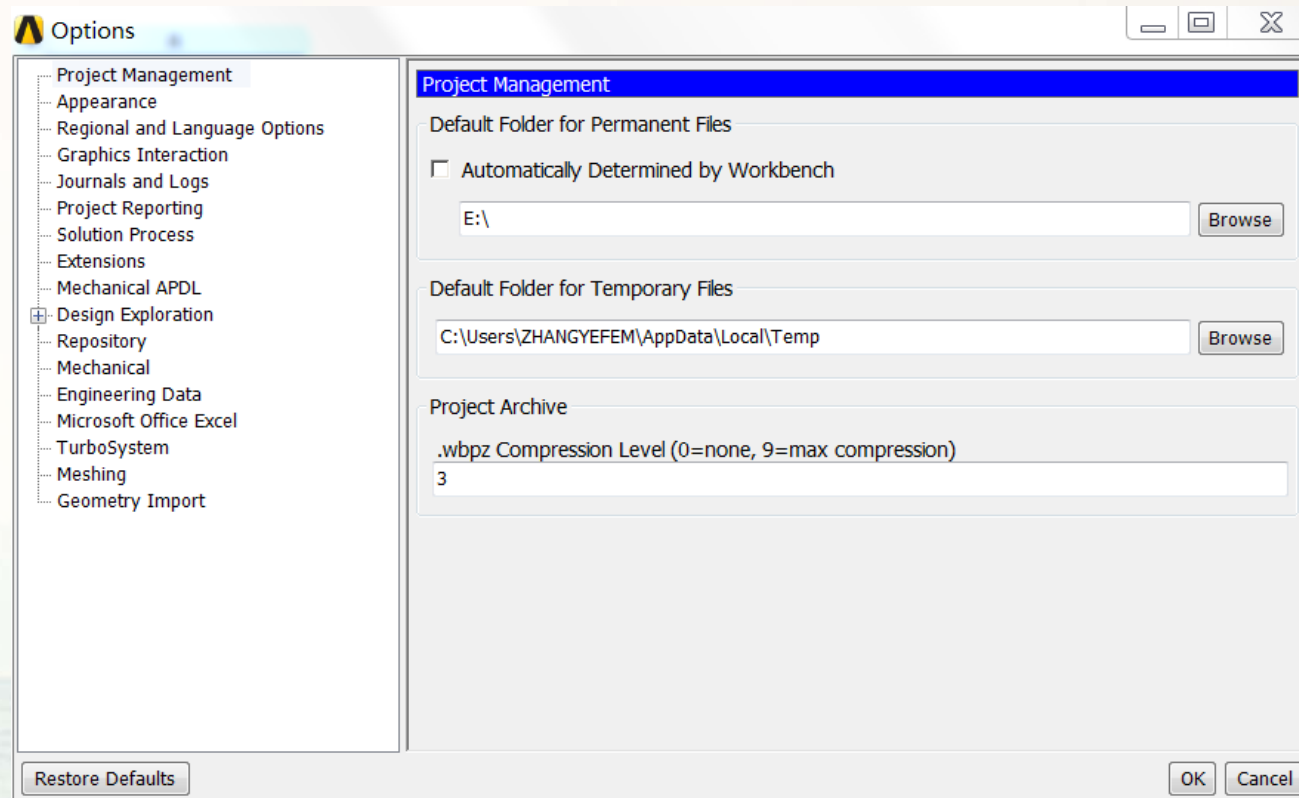 Options
Project Management
Appearance
Regional and Language Options
Graphics Interaction
Journals and Logs
Project Reporting
Solution Process
Extensions
Mechanical APDL
Design Exploration
Repository
Mechanical
Engineering Data
Microsoft Office Excel
TurboSystem
Meshing
Geometry Import
Project Management
Default Folder for Permanent Files
Automatically Determined by Workbench
E:\
Browse
Default Folder for Temporary Files
C:\Users\ZHANGYEFEM\AppData\Local\Temp
Browse
Project Archive
.wbpz Compression Level (0=none, 9=max compression)
3
Restore Defaults
OK
Cancel